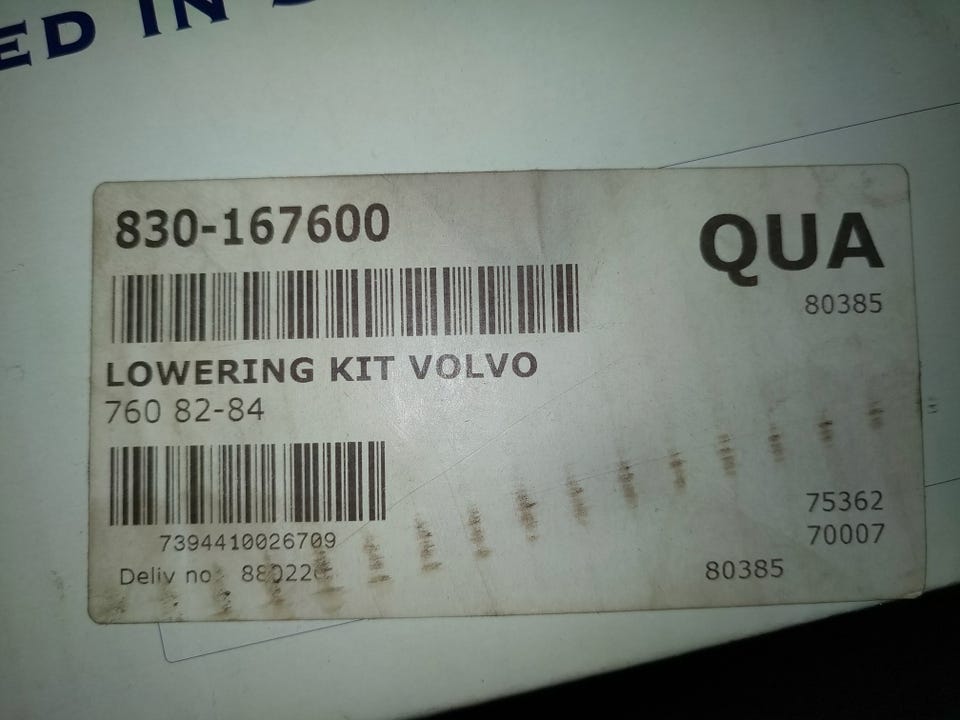 ED IN S
830-167600
QUA
80385
LOWERING KIT VOLVO
760 82-84
7394410026709
75362
70007
Deliv no
80385